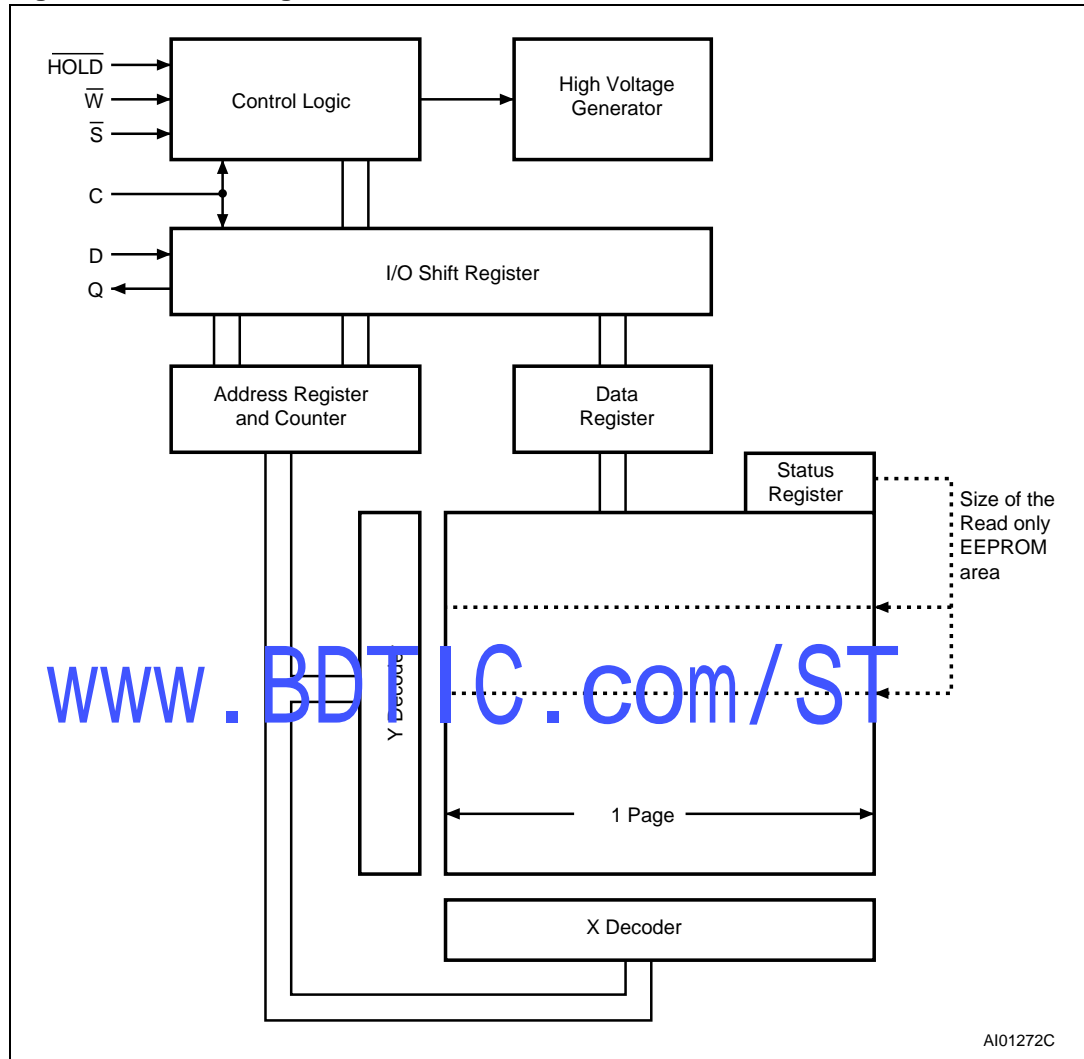 HOLD
W
S
C
D
Q
Control Logic
High Voltage
Generator
I/O Shift Register
Address Register
and Counter
Data
Register
Status
Register
Size of the
Read only
EEPROM
area
www.BDTIC.com/ST
Y Decoder
1 Page
X Decoder
AI01272C